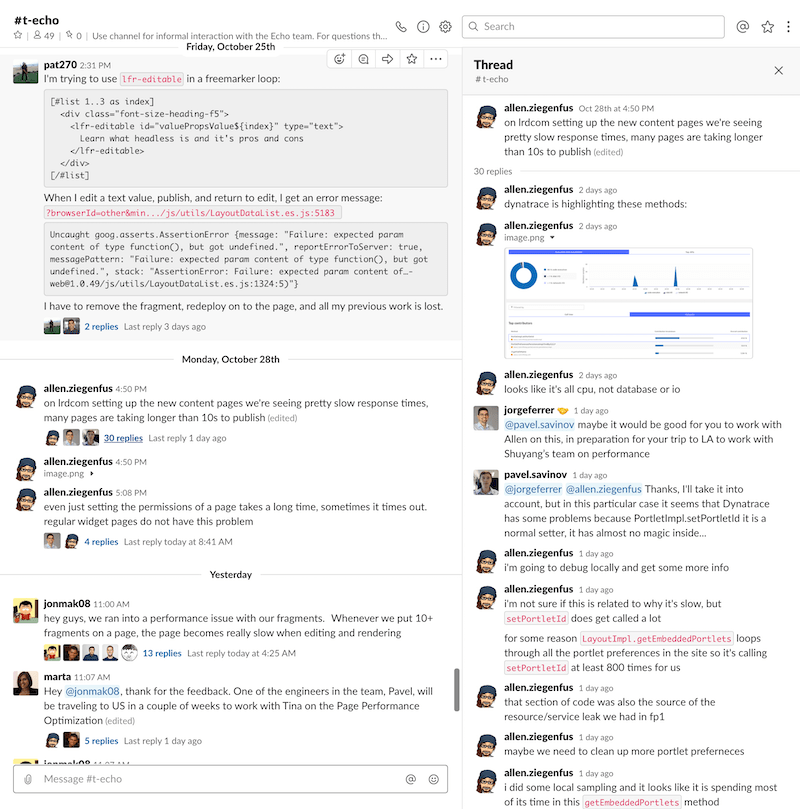 #t-echo
49 | 0 | Use channel for informal interaction with the Echo team. For questions th...
Search
Friday, October 25th
pat270 2:31 PM
I'm trying to use lfr-editable in a freemarker loop:
[#list 1..3 as index]
<div class="font-size-heading-f5">
<lfr-editable id="valuePropsValue${index}" type="text">
Learn what headless is and it's pros and cons
</lfr-editable>
</div>
[/#list]
When I edit a text value, publish, and return to edit, I get an error message:
?browserId=other&min.../js/utils/LayoutDataList.es.js:5183
Uncaught goog.asserts.AssertionError {message: "Failure: expected param
content of type function(), but got undefined.", reportErrorToServer: true,
messagePattern: "Failure: expected param content of type function(), but got
undefined.", stack: "AssertionError: Failure: expected param content of…-
web@1.0.49/js/utils/LayoutDataList.es.js:1324:5)"}
I have to remove the fragment, redeploy on to the page, and all my previous work is lost.
2 replies Last reply 3 days ago
Monday, October 28th
allen.ziegenfus 4:50 PM
on lrdcom setting up the new content pages we're seeing pretty slow response times,
many pages are taking longer than 10s to publish (edited)
30 replies Last reply 1 day ago
allen.ziegenfus 4:50 PM
image.png
allen.ziegenfus 5:08 PM
even just setting the permissions of a page takes a long time, sometimes it times out.
regular widget pages do not have this problem
4 replies Last reply today at 8:41 AM
Yesterday
jonmak08 11:00 AM
hey guys, we ran into a performance issue with our fragments. Whenever we put 10+
fragments on a page, the page becomes really slow when editing and rendering
13 replies Last reply today at 4:25 AM
marta 11:07 AM
Hey @jonmak08, thank for the feedback. One of the engineers in the team, Pavel, will
be traveling to US in a couple of weeks to work with Tina on the Page Performance
Optimization (edited)
5 replies Last reply 1 day ago
jonmak08 11:27 AM
Message #t-echo
Thread
# t-echo
allen.ziegenfus Oct 28th at 4:50 PM
on lrdcom setting up the new content pages we're seeing
pretty slow response times, many pages are taking longer
than 10s to publish (edited)
30 replies
allen.ziegenfus 2 days ago
dynatrace is highlighting these methods:
allen.ziegenfus 2 days ago
image.png
Top contributors
allen.ziegenfus 2 days ago
looks like it's all cpu, not database or io
jorgeferrer 1 day ago
@pavel.savinov maybe it would be good for you to work with
Allen on this, in preparation for your trip to LA to work with
Shuyang's team on performance
pavel.savinov 1 day ago
@jorgeferrer @allen.ziegenfus Thanks, I'll take it into
account, but in this particular case it seems that Dynatrace
has some problems because PortletImpl.setPortletId it is a
normal setter, it has almost no magic inside...
allen.ziegenfus 1 day ago
i'm going to debug locally and get some more info
allen.ziegenfus 1 day ago
i'm not sure if this is related to why it's slow, but
setPortletId does get called a lot
for some reason LayoutImpl.getEmbeddedPortlets loops
through all the portlet preferences in the site so it's calling
setPortletId at least 800 times for us
allen.ziegenfus 1 day ago
that section of code was also the source of the
resource/service leak we had in fp1
allen.ziegenfus 1 day ago
maybe we need to clean up more portlet preferneces
allen.ziegenfus 1 day ago
i did some local sampling and it looks like it is spending most
of its time in this getEmbeddedPortlets method